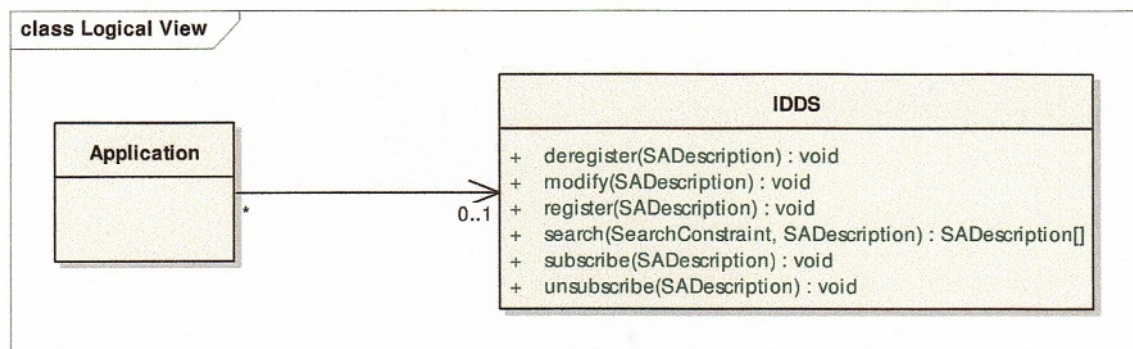 class Logical View
Application
IDDS
+ deregister(SADescription) : void
+ modify(SADescription) : void
+ register(SADescription) : void
+ search(SearchConstraint, SADescription) : SADescription[]
+ subscribe(SADescription) : void
+ unsubscribe(SADescription) : void
*
0..1